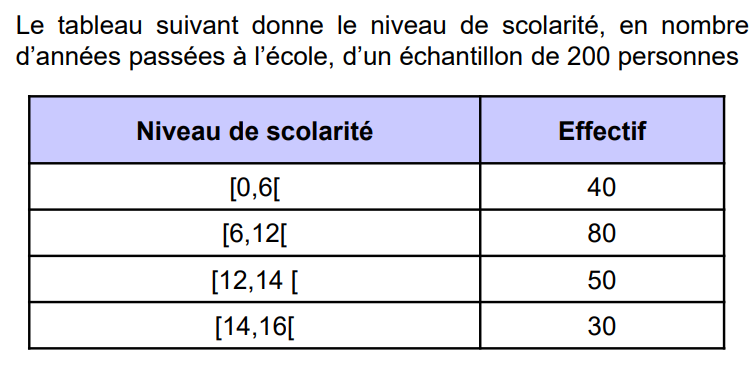 Le tableau suivant donne le niveau de scolarité, en nombre
d’années passées à l’école, d’un échantillon de 200 personnes
Niveau de scolarité Effectif
[0,6[ 40
[6,12[ 80
[12,14 [ 50
[14,16[ 30